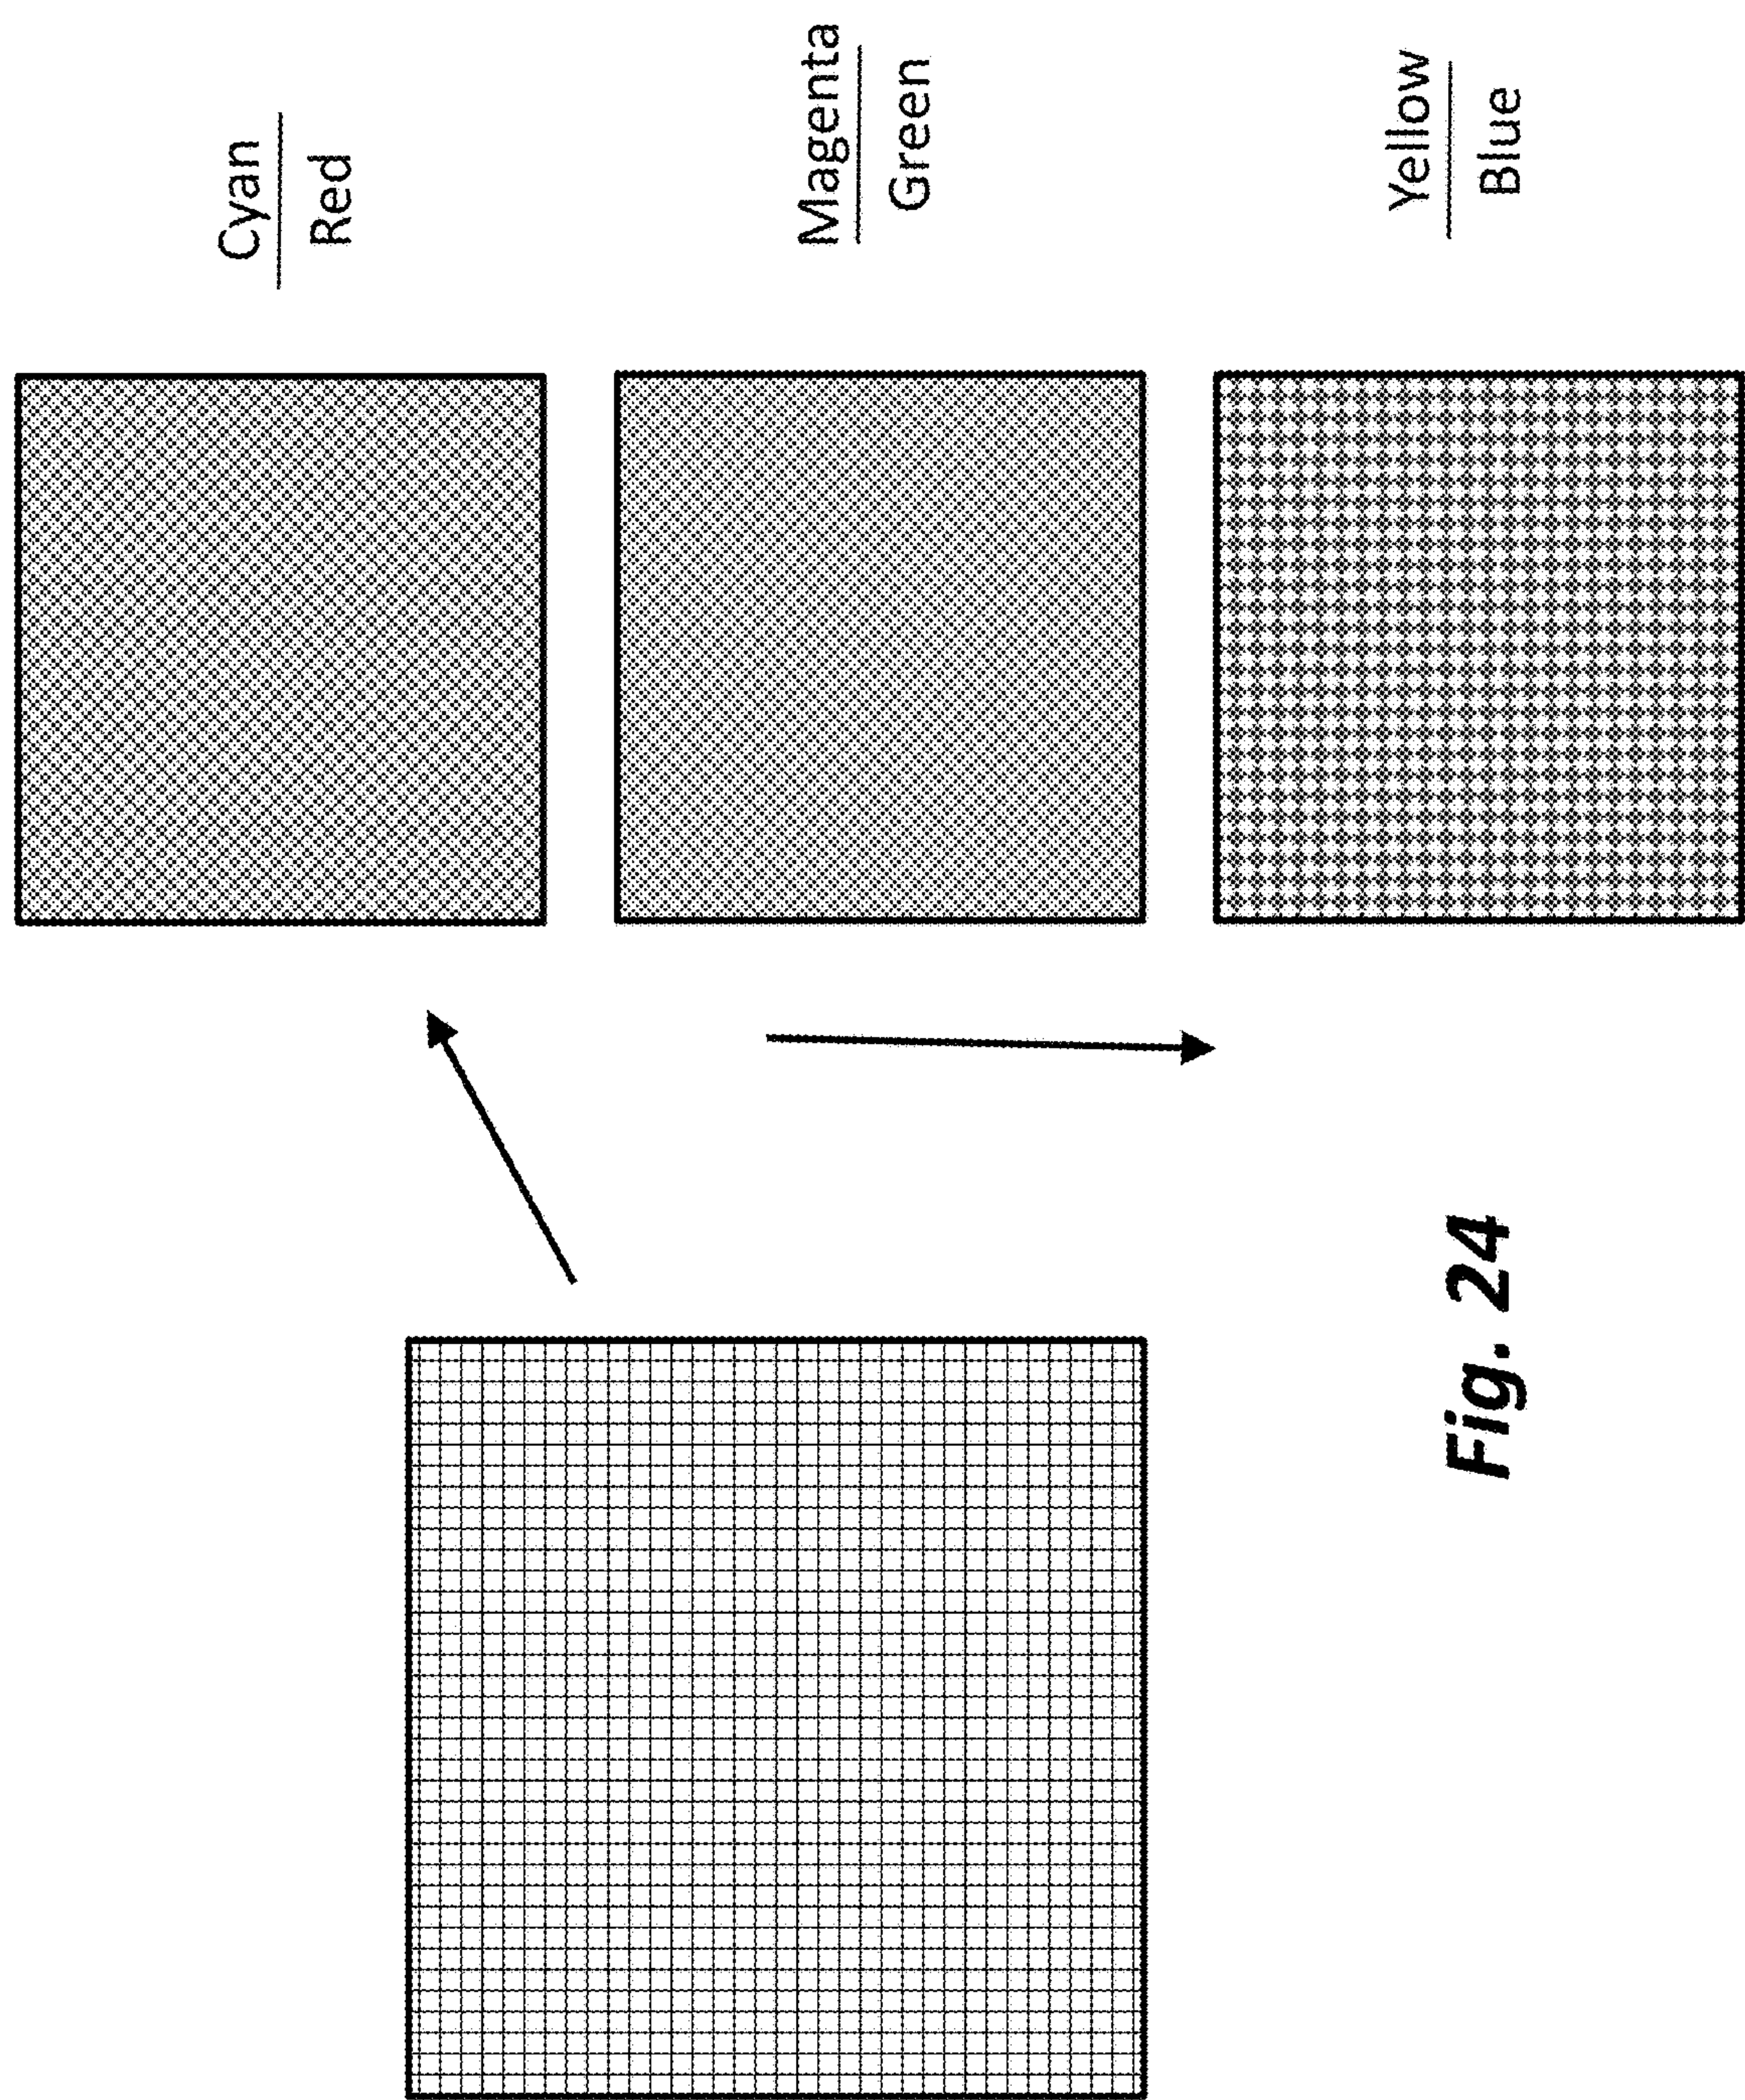 Cyan
Red
Magenta
Green
Yellow
Blue
Fig. 24